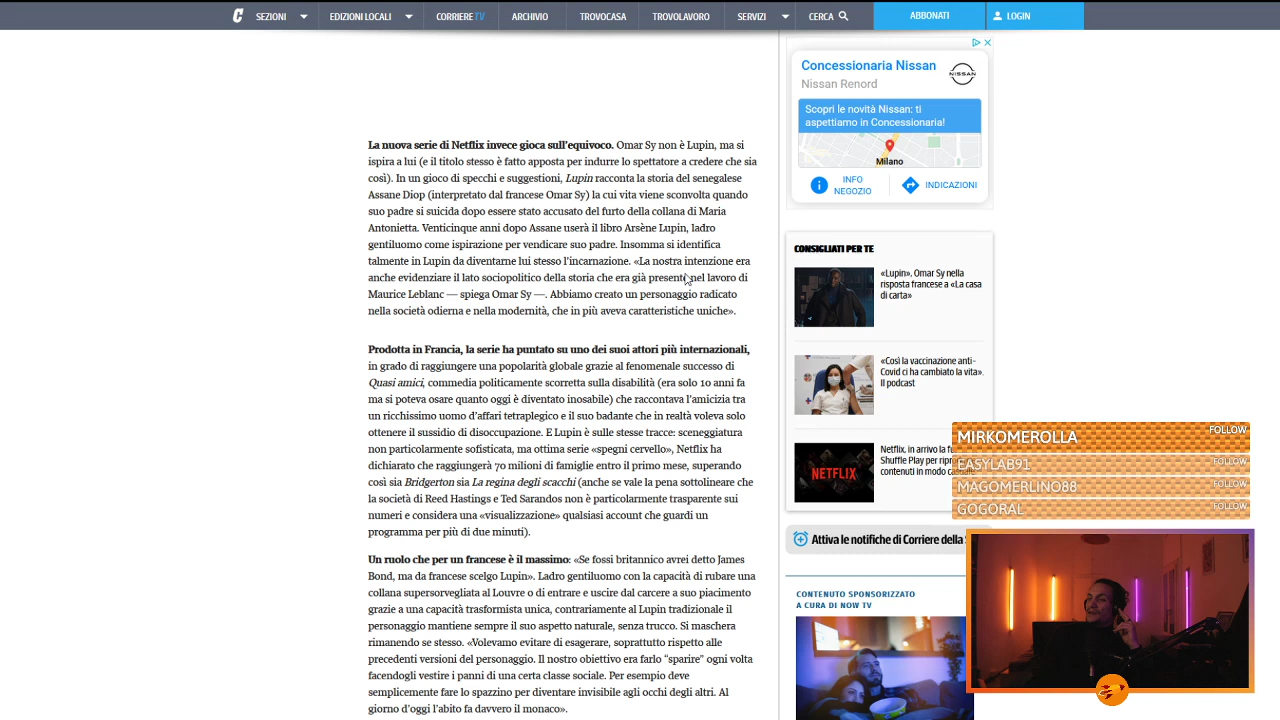 C SEZIONI EDIZIONI LOCALI CORRIERE TV ARCHIVIO TROVOCASA TROVOLAVORO SERVIZI CERCA ABBONATI LOGIN
La nuova serie di Netflix invece gioca sull'equivoco. Omar Sy non è Lupin, ma si
ispira a lui (e il titolo stesso è fatto apposta per indurre lo spettatore a credere che sia
così). In un gioco di specchi e suggestioni, Lupin racconta la storia del senegalese
Assane Diop (interpretato dal francese Omar Sy) la cui vita viene sconvolta quando
suo padre si suicida dopo essere stato accusato del furto della collana di Maria
Antonietta. Venticinque anni dopo Assane userà il libro Arsène Lupin, ladro
gentiluomo come ispirazione per vendicare suo padre. Insomma si identifica
talmente in Lupin da diventarne lui stesso l'incarnazione. «La nostra intenzione era
anche evidenziare il lato sociopolitico della storia che era già presente nel lavoro di
Maurice Leblanc — spiega Omar Sy —. Abbiamo creato un personaggio radicato
nella società odierna e nella modernità, che in più aveva caratteristiche uniche».
Prodotta in Francia, la serie ha puntato su uno dei suoi attori più internazionali,
in grado di raggiungere una popolarità globale grazie al fenomenale successo di
Quasi amici, commedia politicamente scorretta sulla disabilità (era solo 10 anni fa
ma si poteva osare quanto oggi è diventato inosabile) che raccontava l'amicizia tra
un ricchissimo uomo d'affari tetraplegico e il suo badante che in realtà voleva solo
ottenere il sussidio di disoccupazione. E Lupin è sulle stesse tracce: sceneggiatura
non particolarmente sofistica­ta, ma ottima serie «spegni cervello», Netflix ha
dichiarato che raggiungerà 70 milioni di famiglie entro il primo mese, superando
così sia Bridgerton sia La regina degli scacchi (anche se vale la pena sottolineare che
la società di Reed Hastings e Ted Sarandos non è particolarmente trasparente sui
numeri e considera una «visualizzazione» qualsiasi account che guardi un
programma per più di due minuti).
Un ruolo che per un francese è il massimo: «Se fossi britannico avrei detto James
Bond, ma da francese scelgo Lupin». Ladro gentiluomo con la capacità di rubare una
collana supersorvegliata al Louvre o di entrare e uscire dal carcere a suo piacimento
grazie a una capacità trasformista unica, contrariamente al Lupin tradizionale il
personaggio mantiene sempre il suo aspetto naturale, senza trucco. Si maschera
rimanendo se stesso. «Volevamo evitare di esagerare, soprattutto rispetto alle
precedenti versioni del personaggio. Il nostro obiettivo era farlo “sparire” ogni volta
facendogli vestire i panni di una certa classe sociale. Per esempio deve
semplicemente fare lo spazzino per diventare invisibile agli occhi degli altri. Al
giorno d'oggi l'abito fa davvero il monaco».
Concessionaria Nissan
NISSAN
Nissan Renord
Scopri le novità Nissan: ti
aspettiamo in Concessionaria!
Milano
INFO
NEGOZIO
INDICAZIONI
CONSIGLIATI PER TE
«Lupin», Omar Sy nella
risposta francese a «La casa
di carta»
«Così la vaccinazione anti-
Covid ci ha cambiato la vita».
Il podcast
NETFLIX
Netflix, in arrivo la
Shuffle Play per
contenuti in modo
Attiva le notifiche di Corriere della
CONTENUTO SPONSORIZZATO
A CURA DI NOW TV
MIRKOMEROLLA FOLLOW
EASYLAB91 FOLLOW
MAGOMERLINO88 FOLLOW
GOGORAL FOLLOW